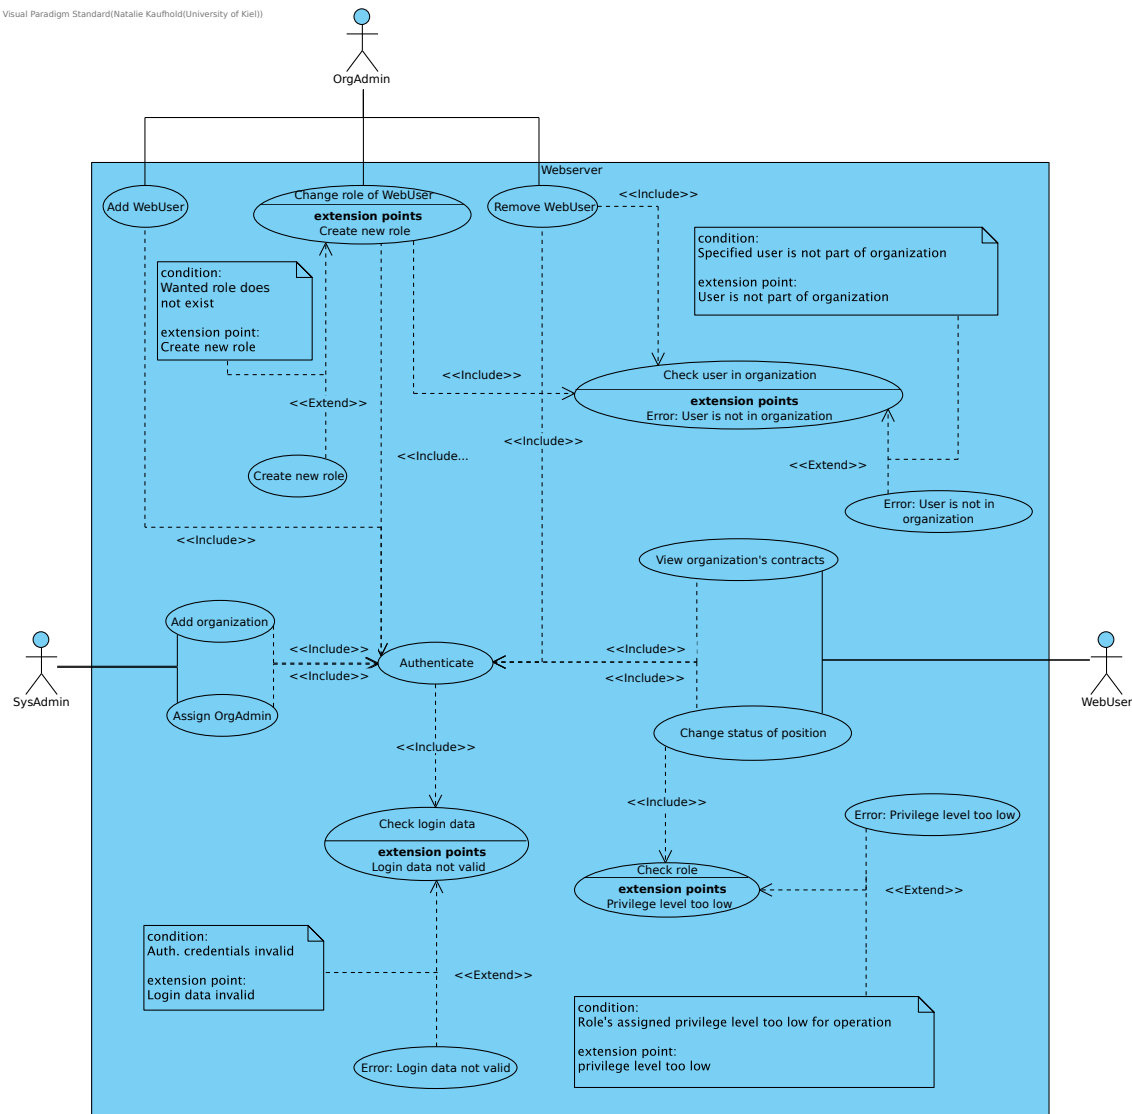 Visual Paradigm Standard(Natalie Kaufhold(University of Kiel))
OrgAdmin
Webserver
Add WebUser
Change role of WebUser
extension points
Create new role
Remove WebUser
<<Include>>
condition:
Specified user is not part of organization
extension point:
User is not part of organization
condition:
Wanted role does
not exist
extension point:
Create new role
<<Include>>
Check user in organization
extension points
Error: User is not in organization
<<Extend>>
<<Include>>
<<Include...
<<Extend>>
Create new role
Error: User is not in
organization
<<Include>>
View organization's contracts
Add organization
<<Include>>
<<Include>>
Authenticate
<<Include>>
<<Include>>
SysAdmin
WebUser
Assign OrgAdmin
Change status of position
<<Include>>
<<Include>>
Check login data
extension points
Login data not valid
Error: Privilege level too low
Check role
extension points
Privilege level too low
<<Extend>>
condition:
Auth. credentials invalid
extension point:
Login data invalid
<<Extend>>
condition:
Role's assigned privilege level too low for operation
extension point:
privilege level too low
Error: Login data not valid